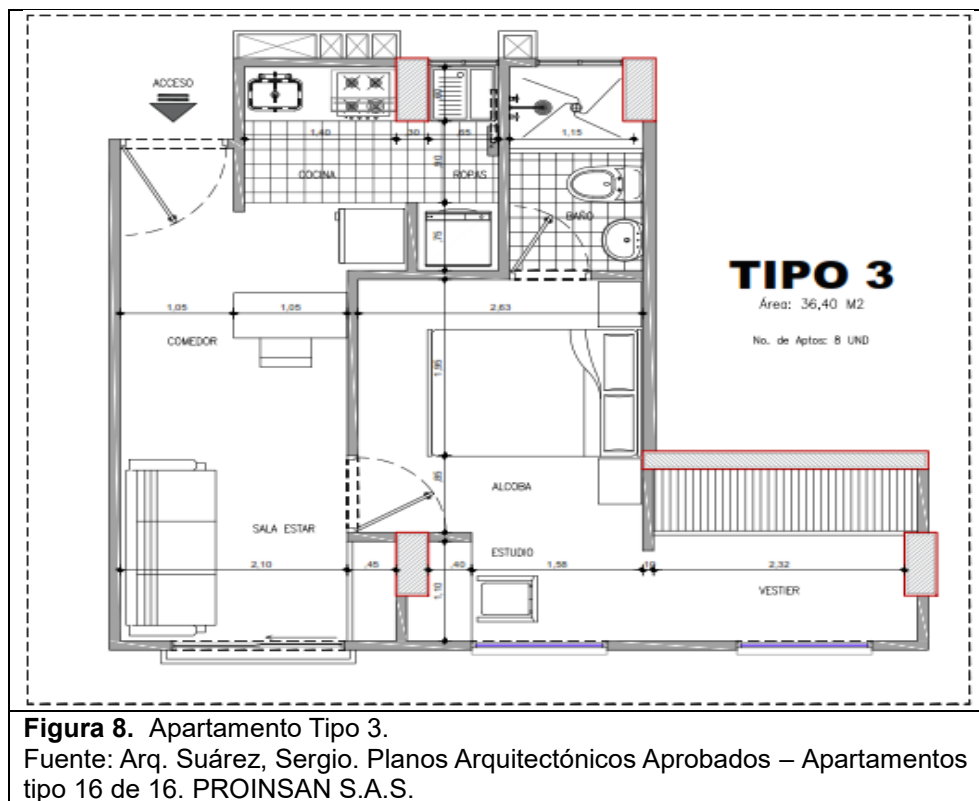 ACCESO
1,40
,30
,65
,60
1,15
,90
COCINA
ROPAS
BAÑO
,75
TIPO 3
Área: 36,40 M2
No. de Aptos: 8 UND
1,05
1,05
2,63
COMEDOR
1,95
,85
ALCOBA
SALA ESTAR
ESTUDIO
2,10
,45
,40
1,58
,10
2,32
1,10
VESTIER
Figura 8. Apartamento Tipo 3.
Fuente: Arq. Suárez, Sergio. Planos Arquitectónicos Aprobados – Apartamentos
tipo 16 de 16. PROINSAN S.A.S.